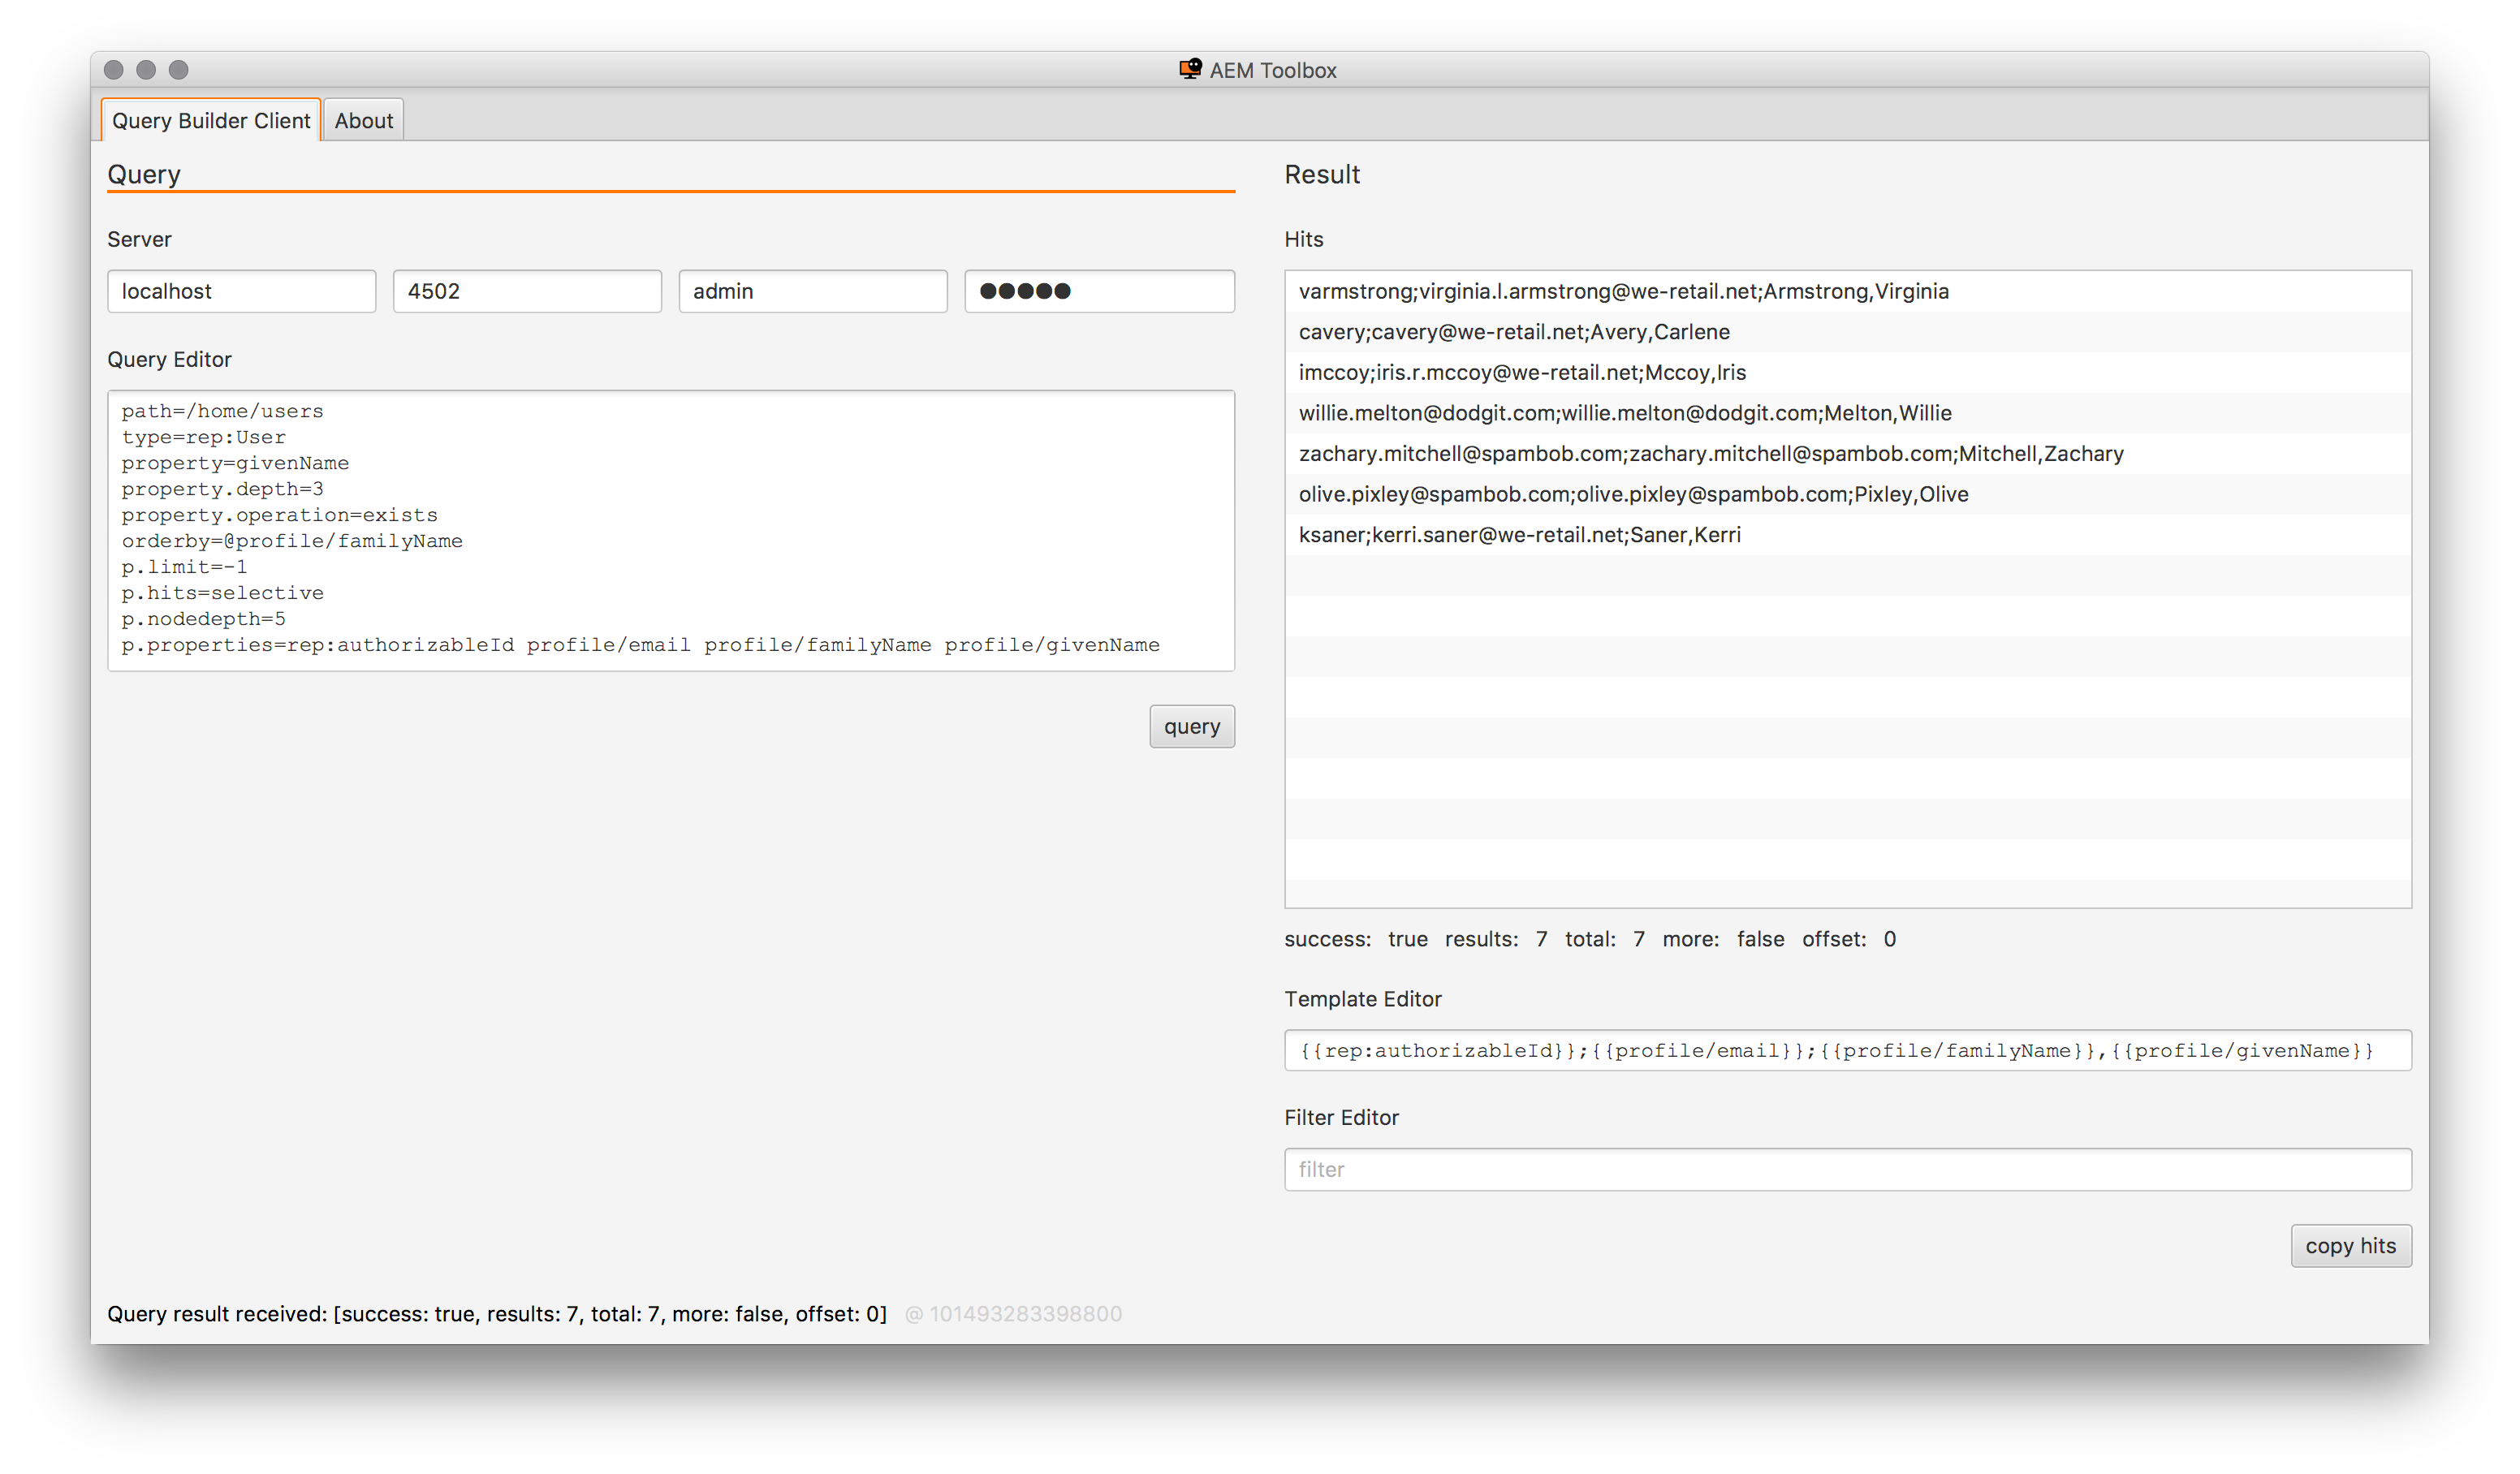 AEM Toolbox
Query Builder Client About
Query
Server
localhost 4502 admin ●●●●●
Query Editor
path=/home/users
type=rep:User
property=givenName
property.depth=3
property.operation=exists
orderby=@profile/familyName
p.limit=-1
p.hits=selective
p.nodedepth=5
p.properties=rep:authorizableId profile/email profile/familyName profile/givenName
query
Result
Hits
varmstrong;virginia.l.armstrong@we-retail.net;Armstrong,Virginia
cavery;cavery@we-retail.net;Avery,Carlene
imccoy;iris.r.mccoy@we-retail.net;Mccoy,Iris
willie.melton@dodgit.com;willie.melton@dodgit.com;Melton,Willie
zachary.mitchell@spambob.com;zachary.mitchell@spambob.com;Mitchell,Zachary
olive.pixley@spambob.com;olive.pixley@spambob.com;Pixley,Olive
ksaner;kerri.saner@we-retail.net;Saner,Kerri
success: true results: 7 total: 7 more: false offset: 0
Template Editor
{{rep:authorizableId}};{{profile/email}};{{profile/familyName}},{{profile/givenName}}
Filter Editor
filter
copy hits
Query result received: [success: true, results: 7, total: 7, more: false, offset: 0] @ 101493283398800